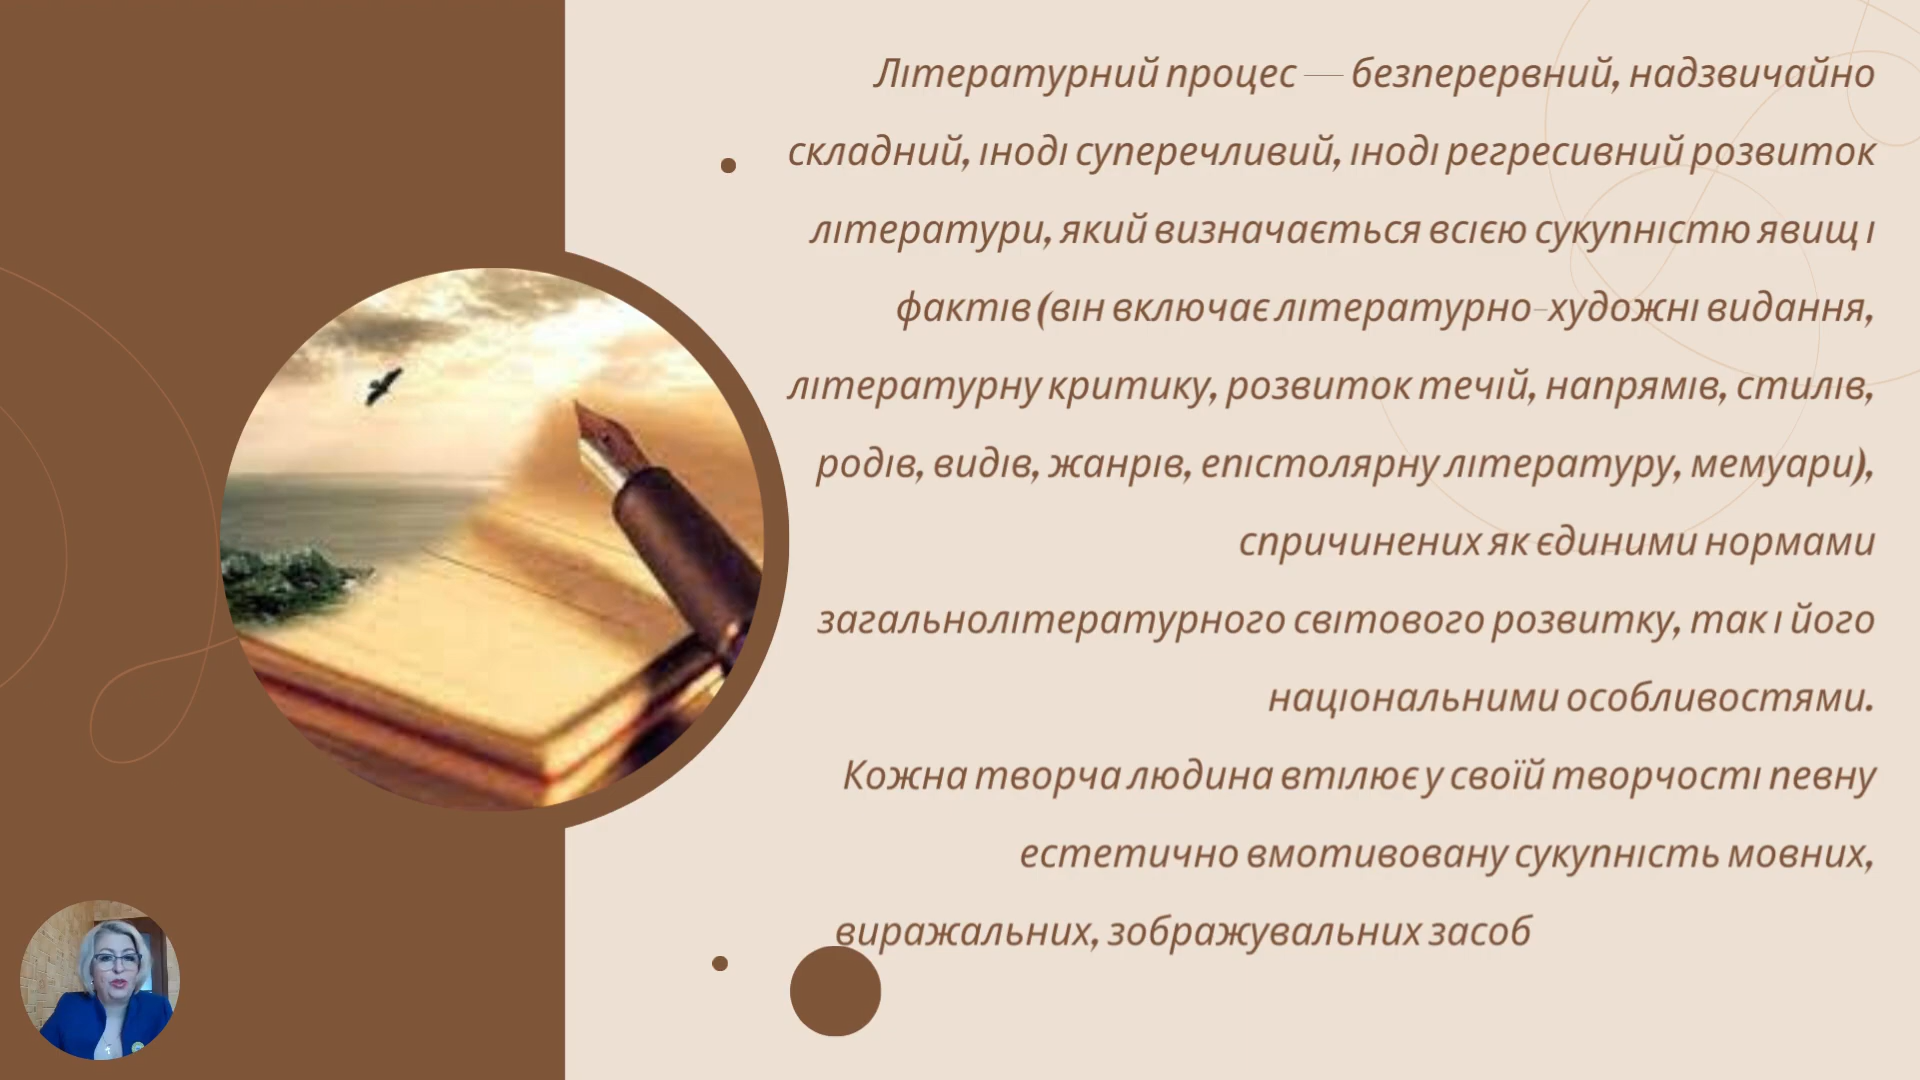 Літературний процес — безперервний, надзвичайно
складний, іноді суперечливий, іноді регресивний розвиток
літератури, який визначається всією сукупністю явищ і
фактів (він включає літературно-художні видання,
літературну критику, розвиток течій, напрямів, стилів,
родів, видів, жанрів, епістолярну літературу, мемуари),
спричинених як єдиними нормами
загальнолітературного світового розвитку, так і його
національними особливостями.
Кожна творча людина втілює у своїй творчості певну
естетично вмотивовану сукупність мовних,
виражальних, зображувальних засоб